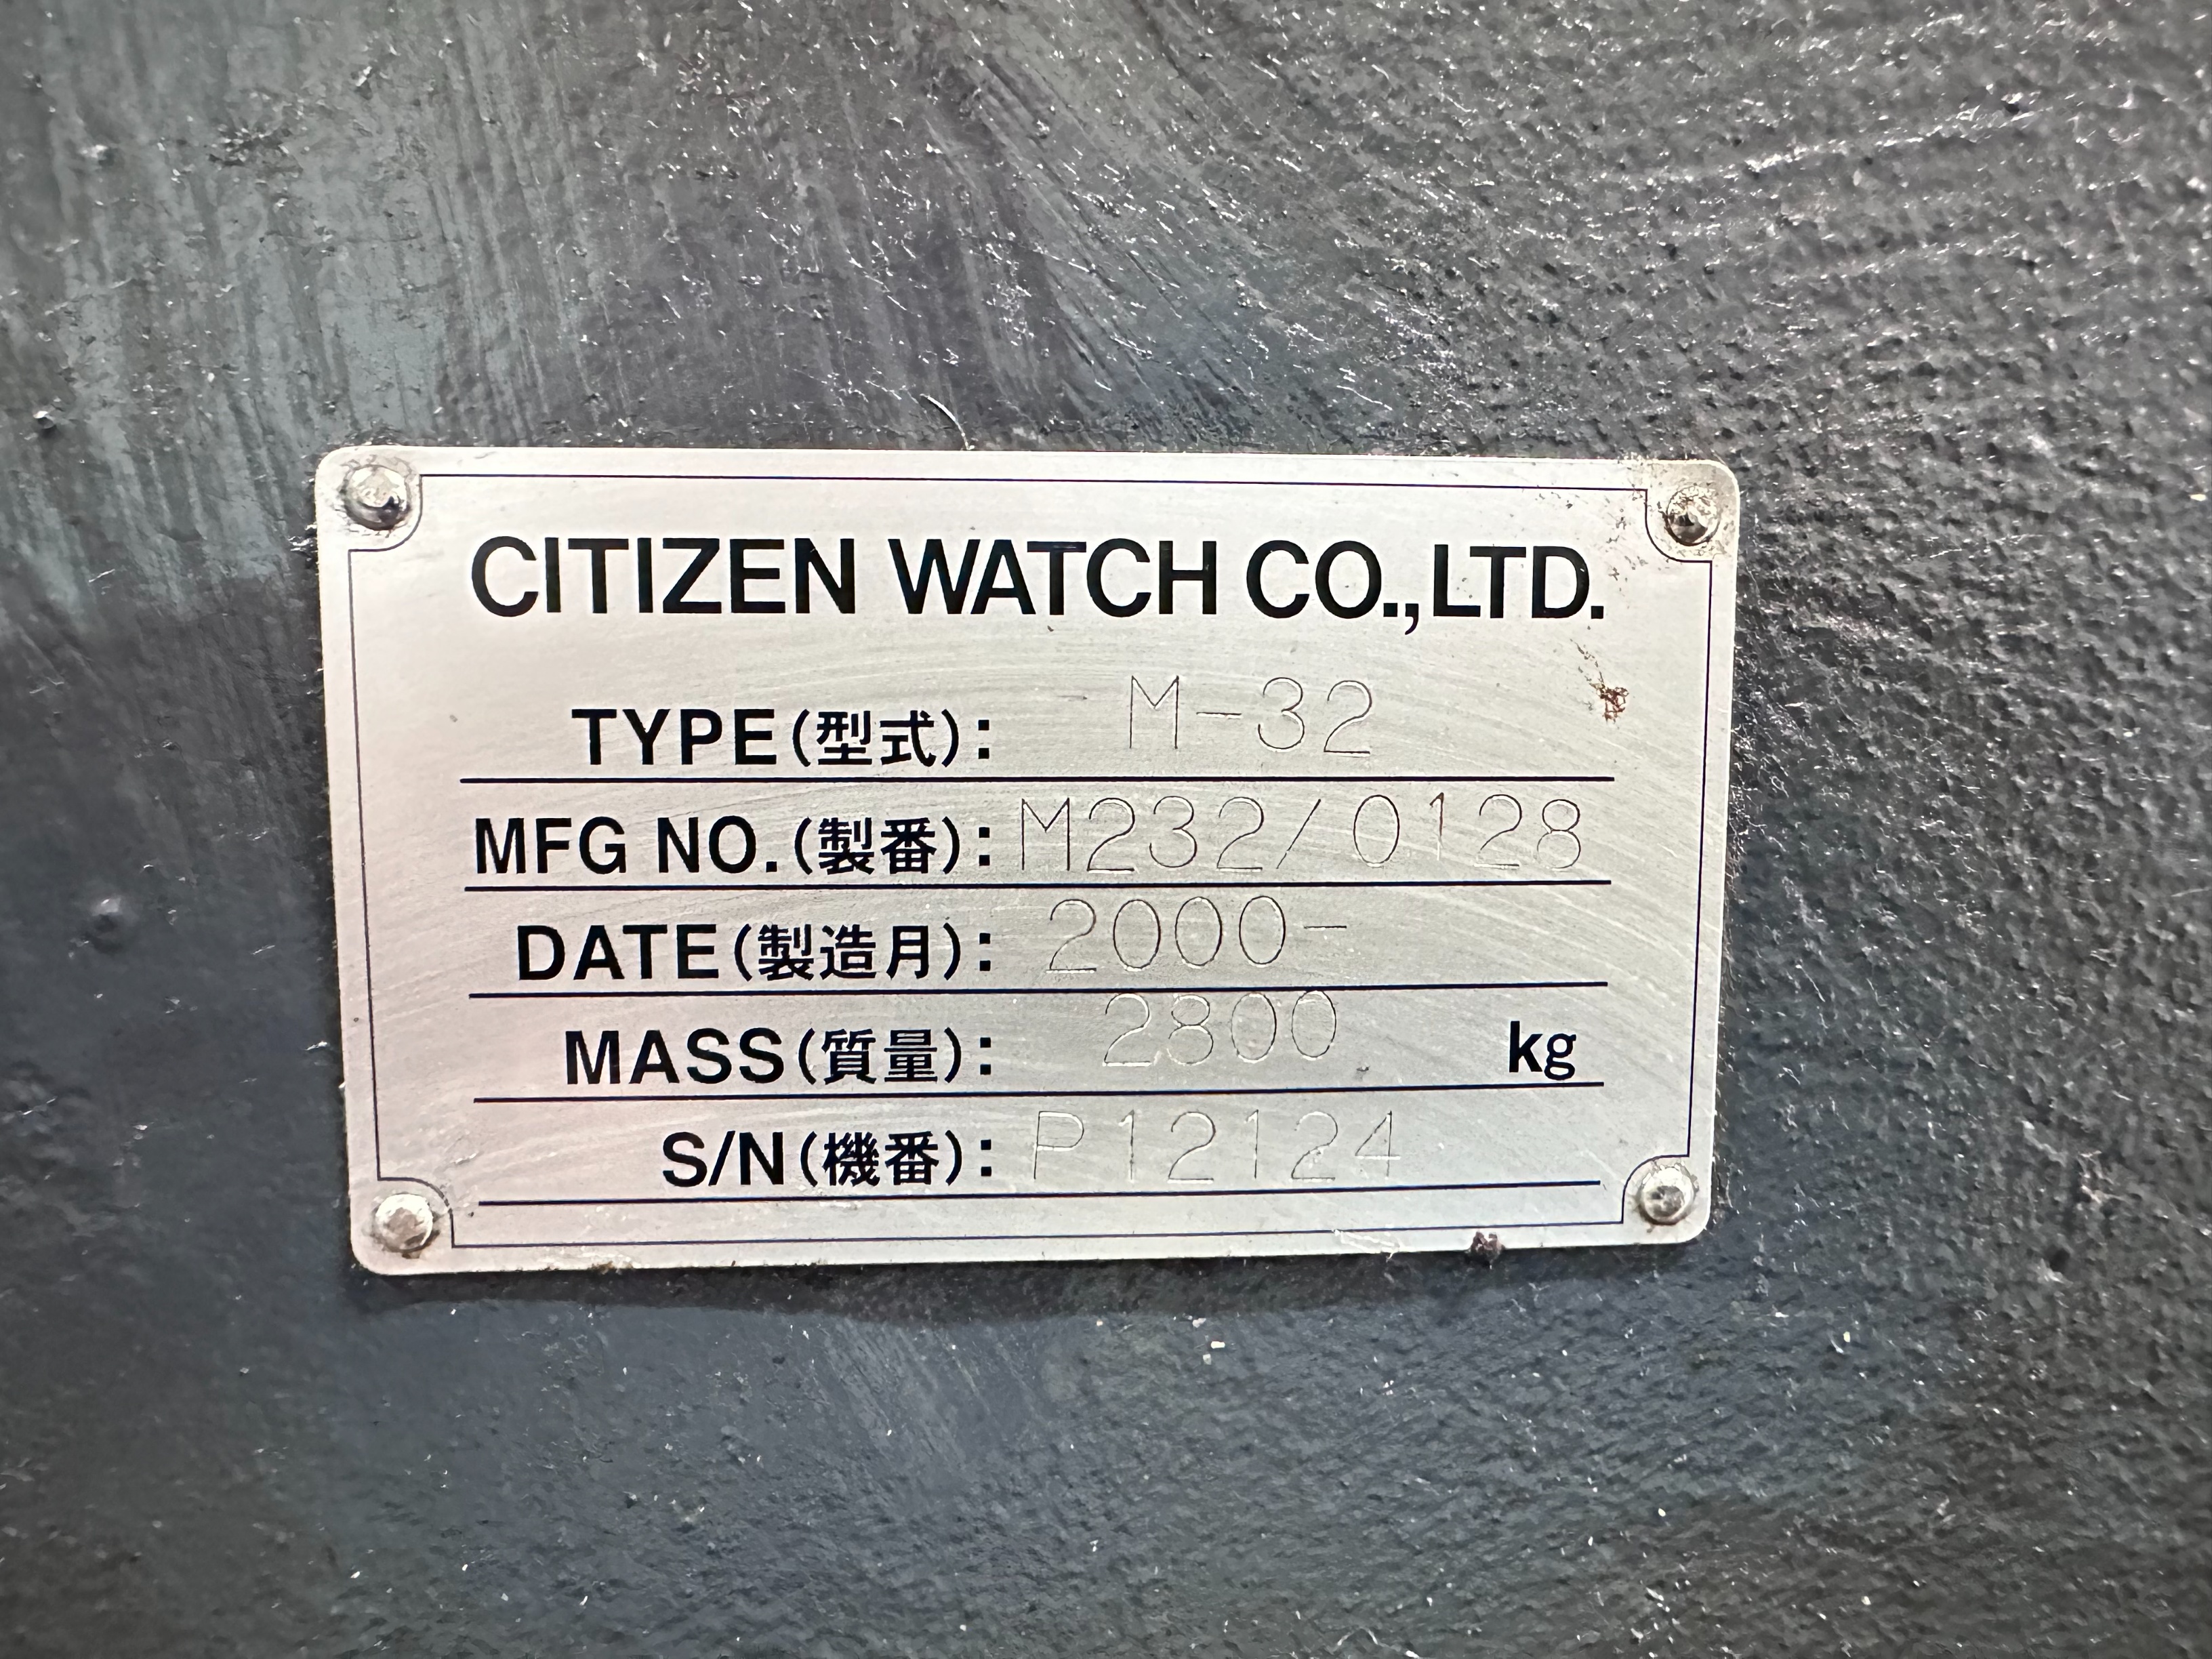 CITIZEN WATCH CO.,LTD.
TYPE(型式): M-32
MFG NO.(製番): M232/0128
DATE(製造月): 2000-
MASS(質量): 2800 kg
S/N(機番): P12124